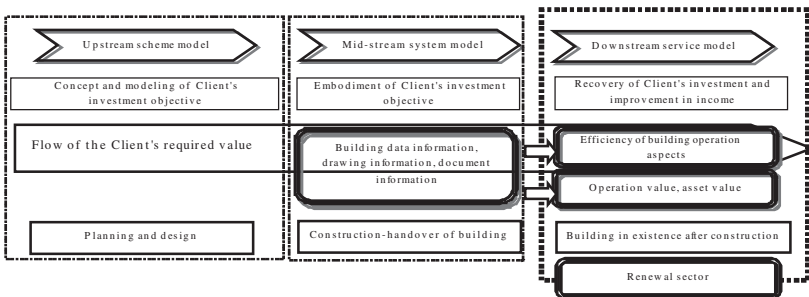 Upstream scheme model
Mid-stream system model
Downstream service model
Concept and modeling of Client's
investment objective
Embodiment of Client's investment
objective
Recovery of Client's investment and
improvement in income
Flow of the Client's required value
Building data information,
drawing information, document
information
Efficiency of building operation
aspects
Operation value, asset value
Planning and design
Construction-handover of building
Building in existence after construction
Renewal sector